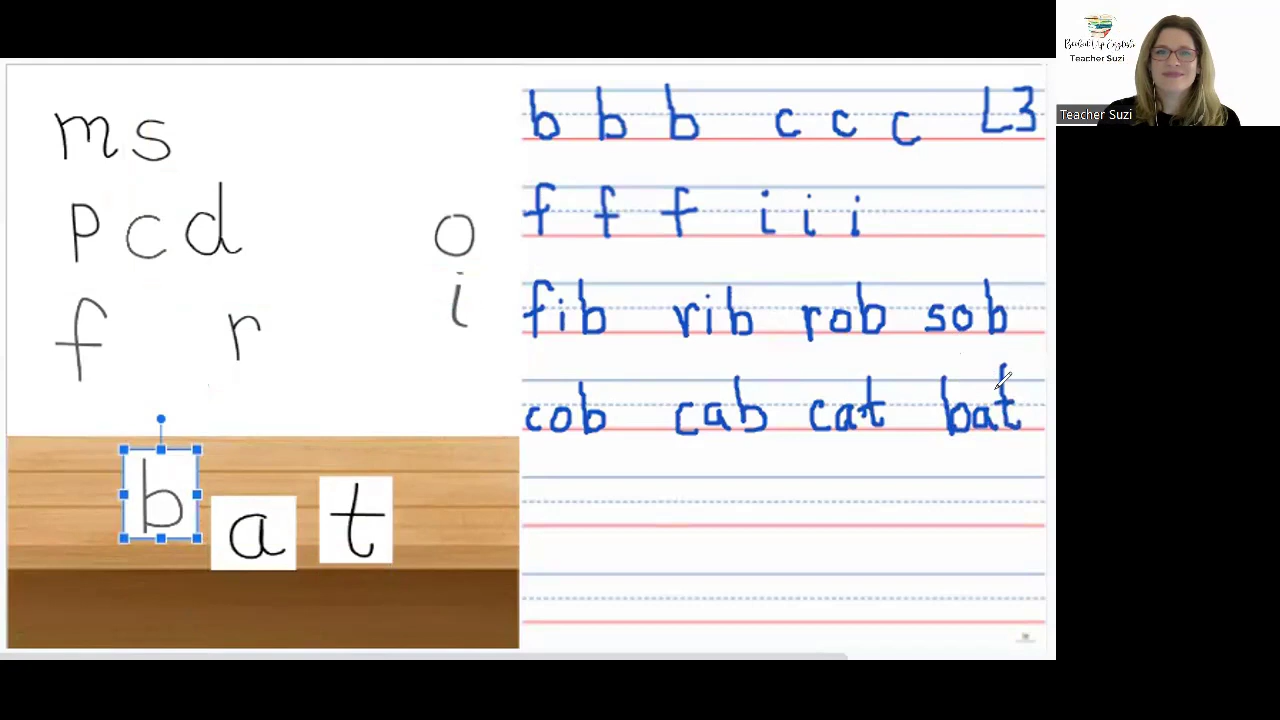 m s
p c d o
i
f r
b a t
b b b c c c L3
f f f i i i
fib rib rob sob
cob cab cat bat
Teacher Suzi
Teacher Suzi